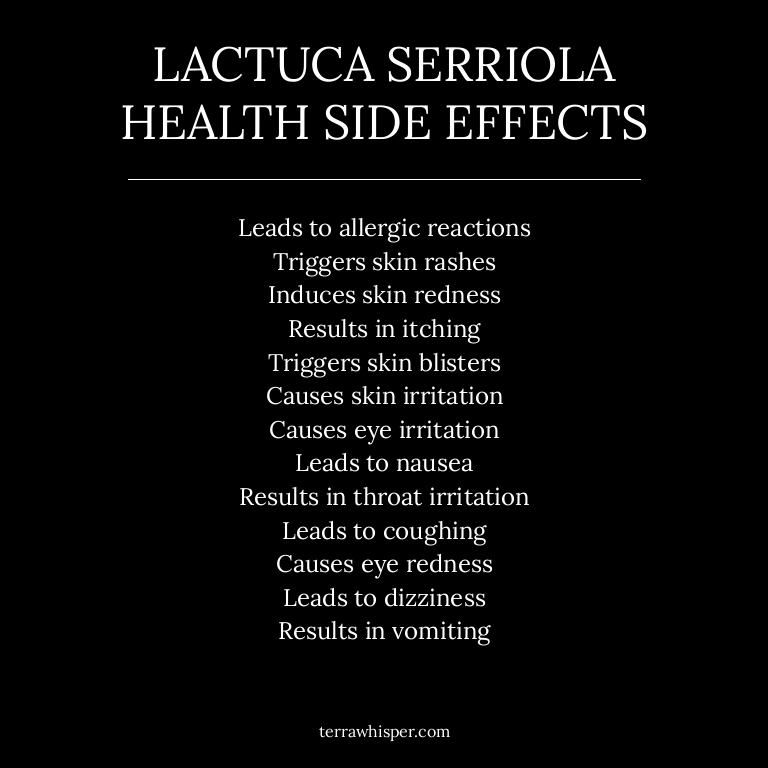 LACTUCA SERRIOLA
HEALTH SIDE EFFECTS
Leads to allergic reactions
Triggers skin rashes
Induces skin redness
Results in itching
Triggers skin blisters
Causes skin irritation
Causes eye irritation
Leads to nausea
Results in throat irritation
Leads to coughing
Causes eye redness
Leads to dizziness
Results in vomiting
terrawhisper.com